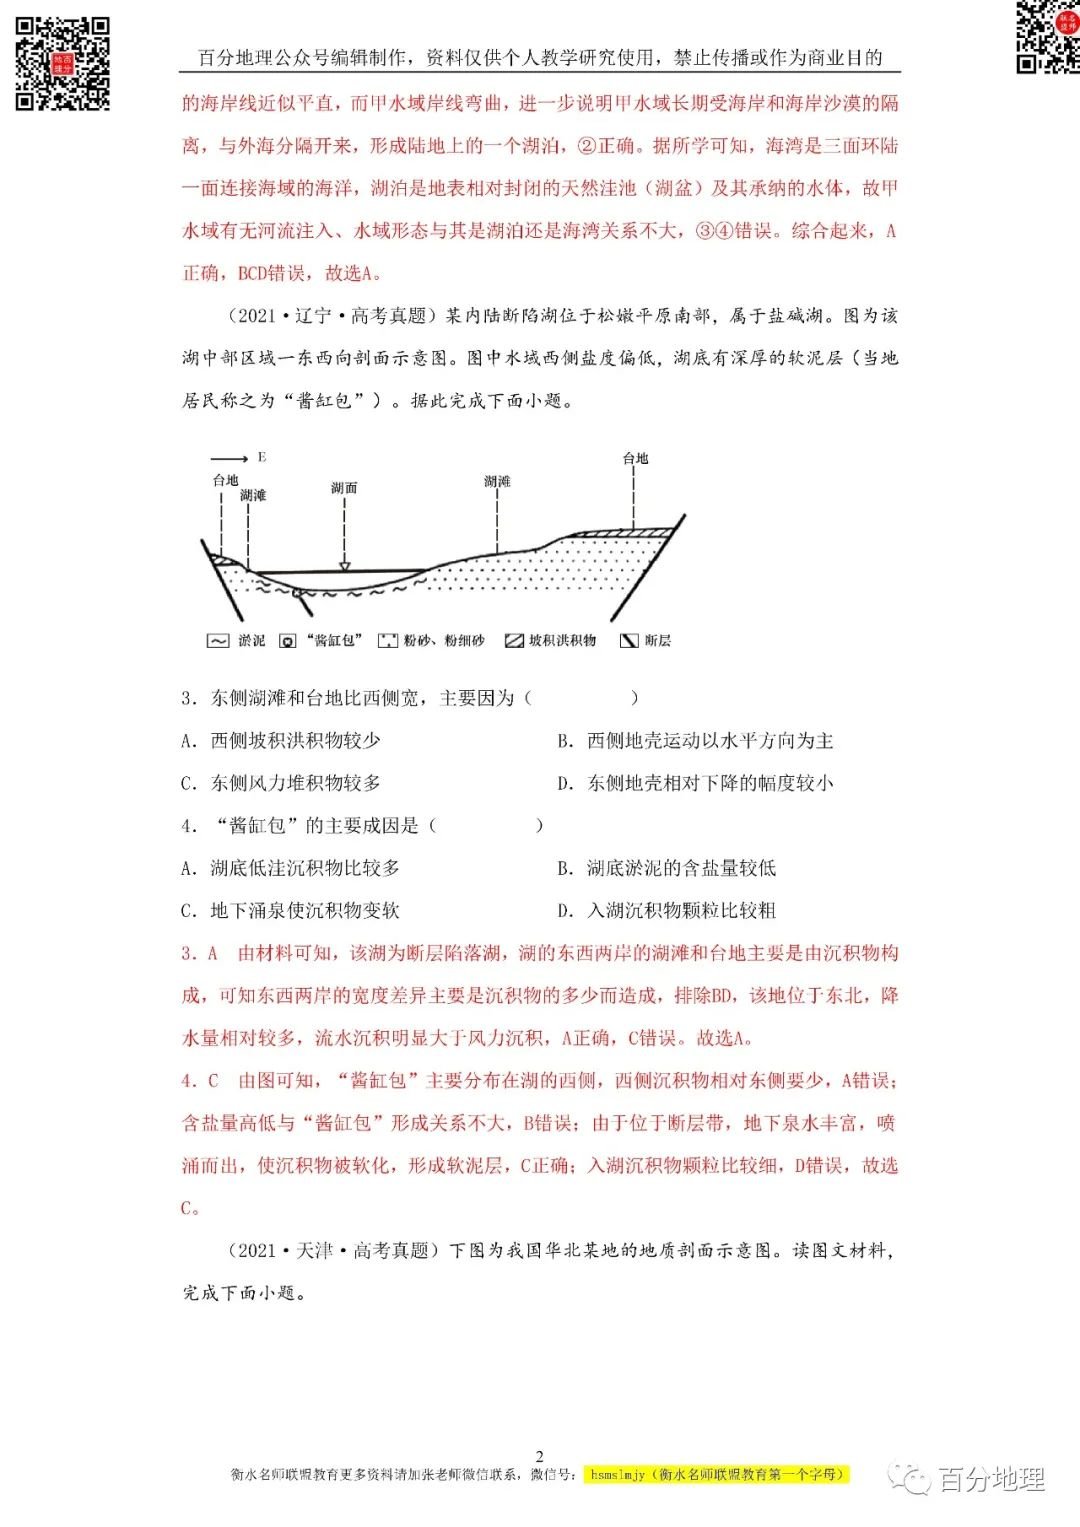 百分地理公众号编辑制作，资料仅供个人教学研究使用，禁止传播或作为商业目的
的海岸线近似平直，而甲水域岸线弯曲，进一步说明甲水域长期受海岸和海岸沙漠的隔
离，与外海分隔开来，形成陆地上的一个湖泊，②正确。据所学可知，海湾是三面环陆
一面连接海域的海洋，湖泊是地表相对封闭的天然洼池（湖盆）及其承纳的水体，故甲
水域有无河流注入、水域形态与其是湖泊还是海湾关系不大，③④错误。综合起来，A
正确，BCD错误，故选A。
（2021·辽宁·高考真题）某内陆断陷湖位于松嫩平原南部，属于盐碱湖。图为该
湖中部区域一东西向剖面示意图。图中水域西侧盐度偏低，湖底有深厚的软泥层（当地
居民称之为“酱缸包”）。据此完成下面小题。
E
台地
湖滩
湖面
湖滩
台地
淤泥 “酱缸包” 粉砂、粉细砂 坡积洪积物 断层
3．东侧湖滩和台地比西侧宽，主要因为（ ）
A．西侧坡积洪积物较少 B．西侧地壳运动以水平方向为主
C．东侧风力堆积物较多 D．东侧地壳相对下降的幅度较小
4．“酱缸包”的主要成因是（ ）
A．湖底低洼沉积物比较多 B．湖底淤泥的含盐量较低
C．地下涌泉使沉积物变软 D．入湖沉积物颗粒比较粗
3．A 由材料可知，该湖为断层陷落湖，湖的东西两岸的湖滩和台地主要是由沉积物构
成，可知东西两岸的宽度差异主要是沉积物的多少而造成，排除BD，该地位于东北，降
水量相对较多，流水沉积明显大于风力沉积，A正确，C错误。故选A。
4．C 由图可知，“酱缸包”主要分布在湖的西侧，西侧沉积物相对东侧要少，A错误；
含盐量高低与“酱缸包”形成关系不大，B错误；由于位于断层带，地下泉水丰富，喷
涌而出，使沉积物被软化，形成软泥层，C正确；入湖沉积物颗粒比较细，D错误，故选
C。
（2021·天津·高考真题）下图为我国华北某地的地质剖面示意图。读图文材料，
完成下面小题。
2
衡水名师联盟教育更多资料请加张老师微信联系，微信号： hsmslmjy（衡水名师联盟教育第一个字母）
百分地理